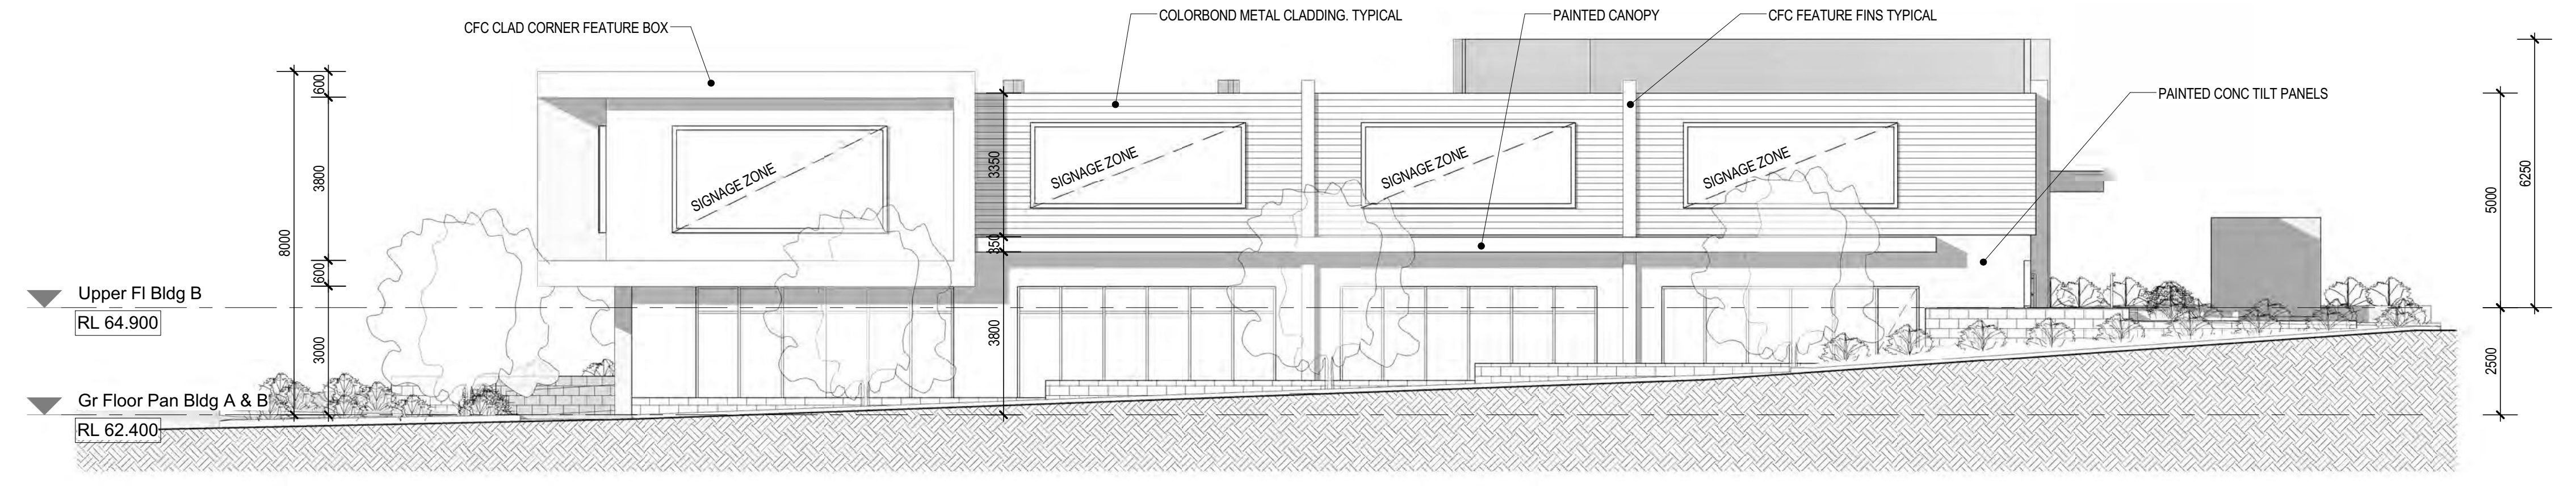 CFC CLAD CORNER FEATURE BOX
COLORBOND METAL CLADDING. TYPICAL
PAINTED CANOPY
CFC FEATURE FINS TYPICAL
PAINTED CONC TILT PANELS
SIGNAGE ZONE
SIGNAGE ZONE
SIGNAGE ZONE
SIGNAGE ZONE
8000
600
3800
600
3000
3350
350
3800
5000
2500
6250
Upper Fl Bldg B
RL 64.900
Gr Floor Pan Bldg A & B
RL 62.400